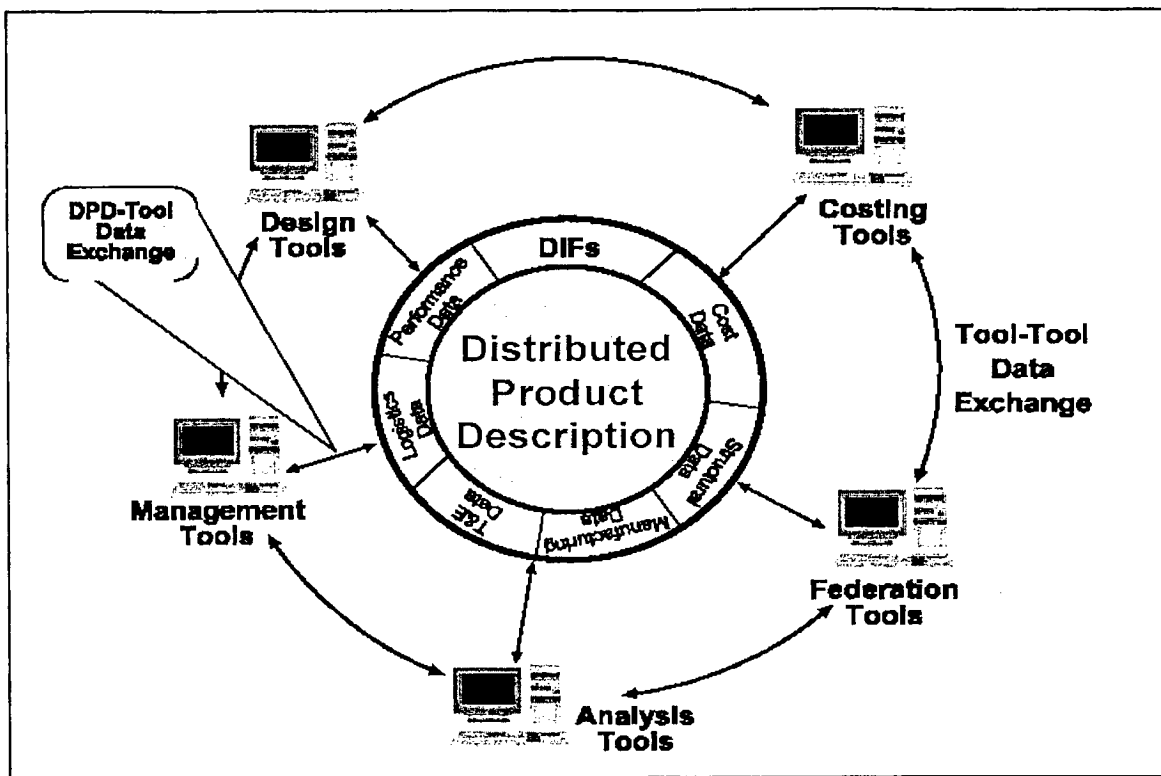 DPD-Tool
Data
Exchange
Design
Tools
Costing
Tools
DIFs
Performance
Data
Cost
Data
Distributed
Product
Description
Tool-Tool
Data
Exchange
Logistics
Data
Structural
Data
T&E
Data
Manufacturing
Data
Management
Tools
Federation
Tools
Analysis
Tools